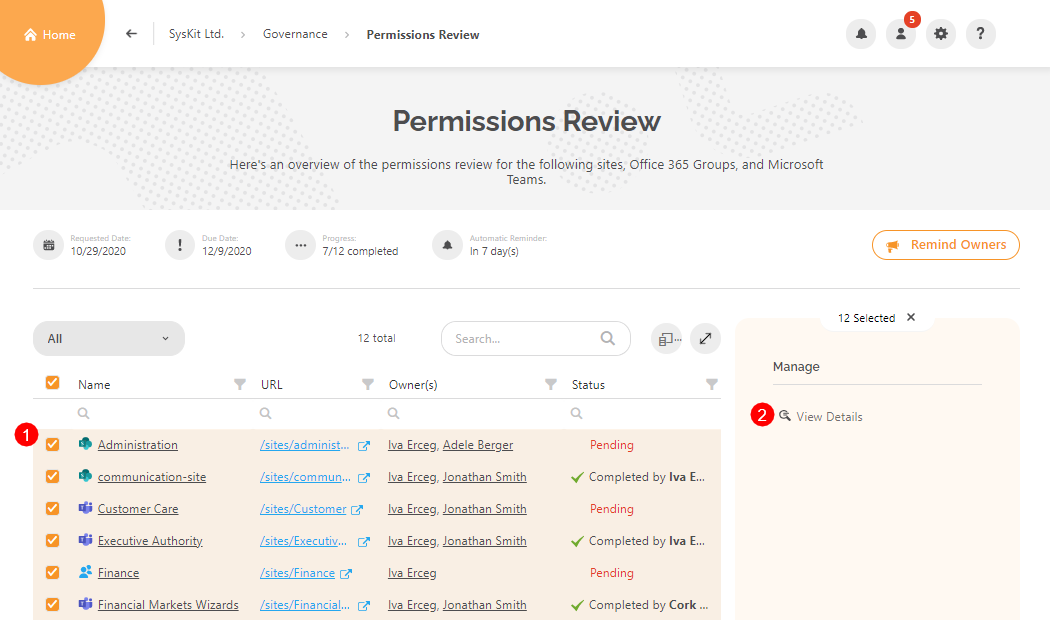 Home
SysKit Ltd. > Governance > Permissions Review
5
?
Permissions Review
Here's an overview of the permissions review for the following sites, Office 365 Groups, and Microsoft
Teams.
Requested Date: Due Date: Progress: Automatic Reminder:
10/29/2020 12/9/2020 7/12 completed In 7 day(s)
Remind Owners
All 12 total Search...
12 Selected
Manage
Name URL Owner(s) Status
2 View Details
1 Administration /sites/administ... Iva Erceg, Adele Berger Pending
communication-site /sites/commun... Iva Erceg, Jonathan Smith Completed by Iva E...
Customer Care /sites/Customer Iva Erceg, Jonathan Smith Pending
Executive Authority /sites/Executiv... Iva Erceg, Jonathan Smith Completed by Iva E...
Finance /sites/Finance Iva Erceg Pending
Financial Markets Wizards /sites/Financial... Iva Erceg, Jonathan Smith Completed by Cork ...